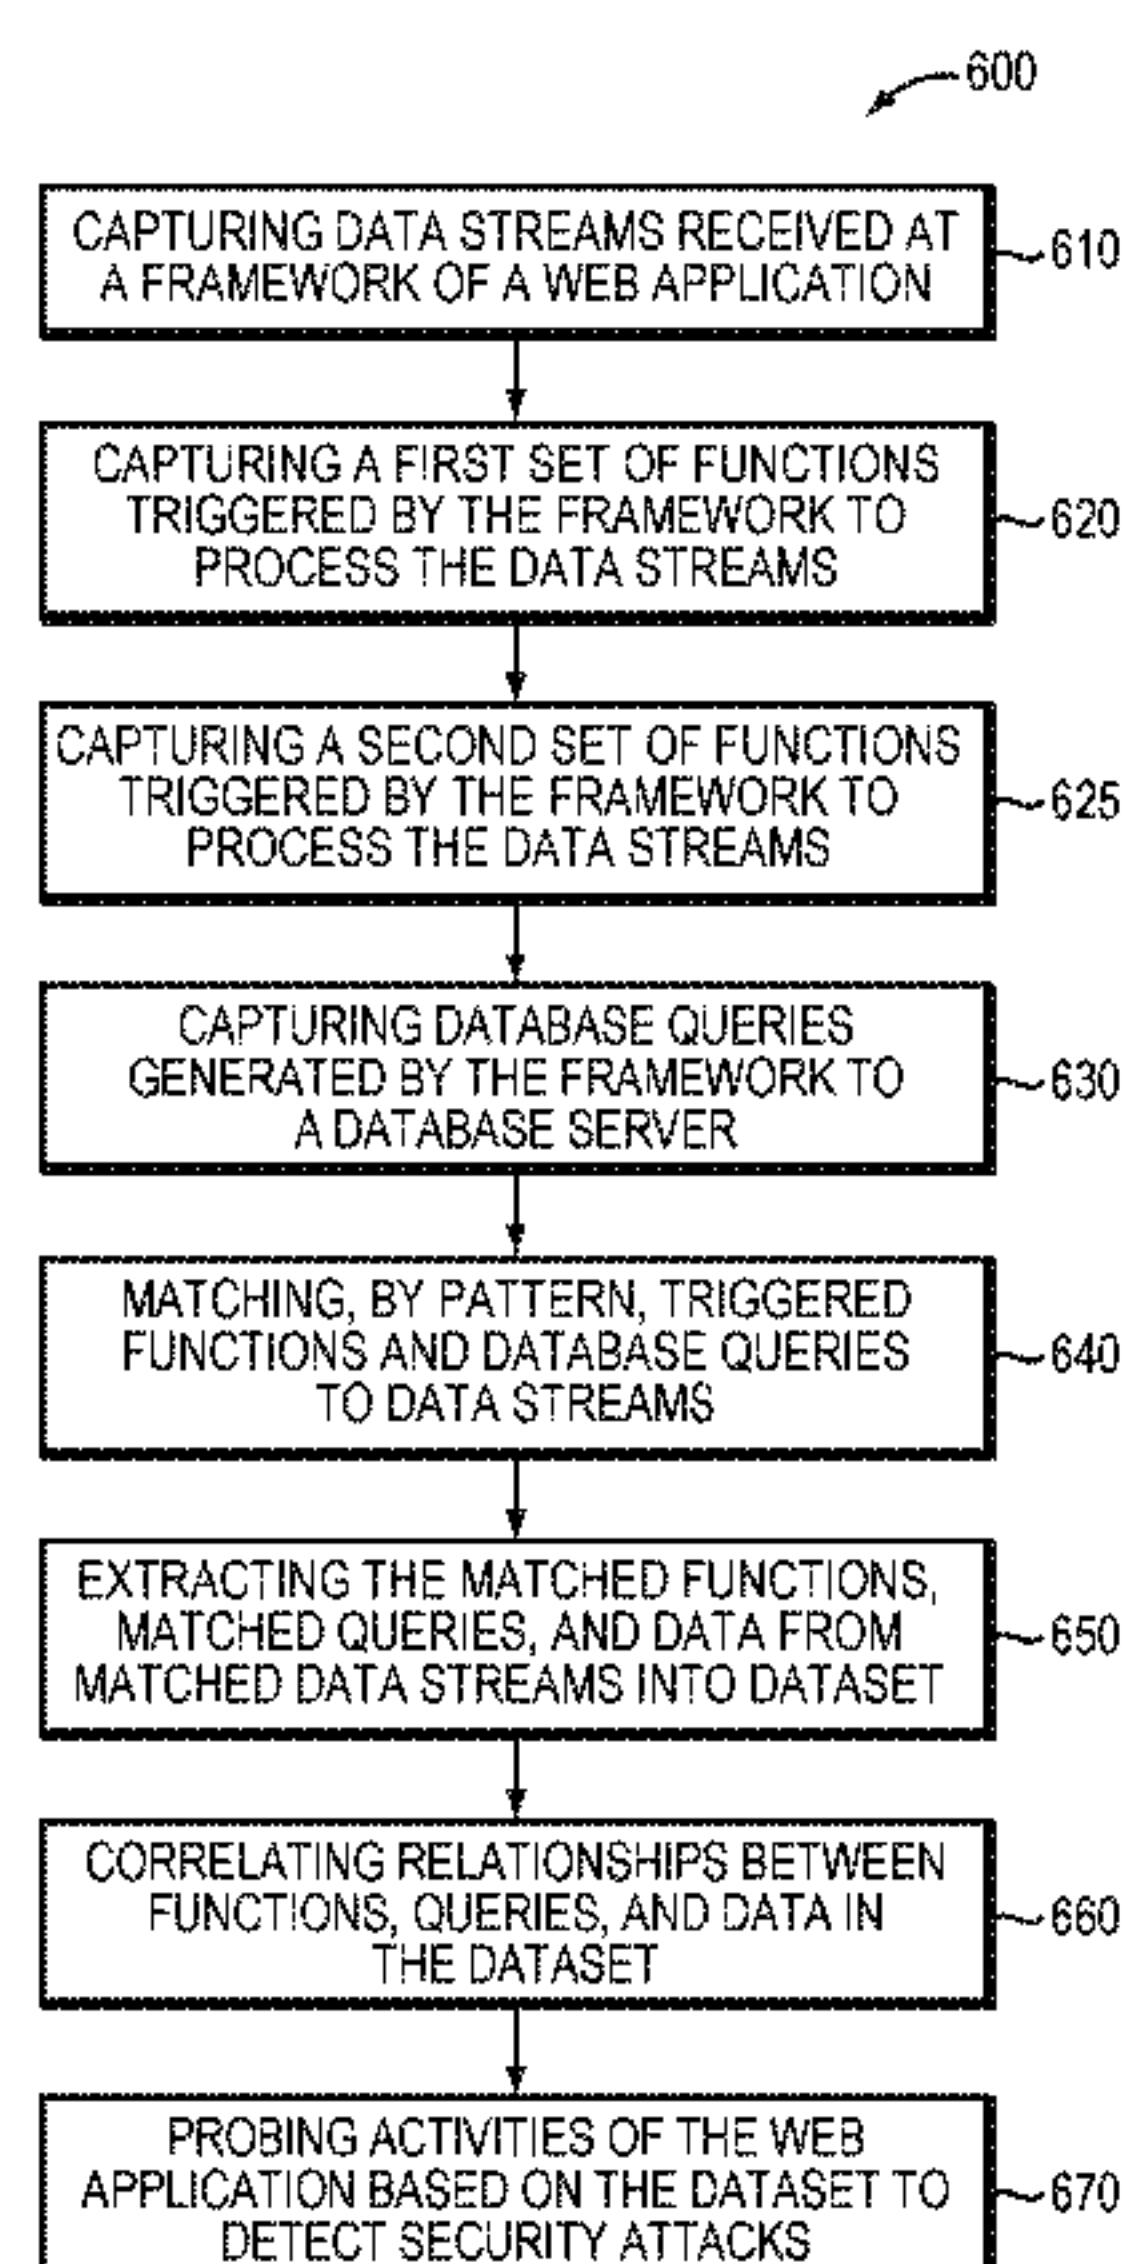 600
CAPTURING DATA STREAMS RECEIVED AT
A FRAMEWORK OF A WEB APPLICATION
610
CAPTURING A FIRST SET OF FUNCTIONS
TRIGGERED BY THE FRAMEWORK TO
PROCESS THE DATA STREAMS
620
CAPTURING A SECOND SET OF FUNCTIONS
TRIGGERED BY THE FRAMEWORK TO
PROCESS THE DATA STREAMS
625
CAPTURING DATABASE QUERIES
GENERATED BY THE FRAMEWORK TO
A DATABASE SERVER
630
MATCHING, BY PATTERN, TRIGGERED
FUNCTIONS AND DATABASE QUERIES
TO DATA STREAMS
640
EXTRACTING THE MATCHED FUNCTIONS,
MATCHED QUERIES, AND DATA FROM
MATCHED DATA STREAMS INTO DATASET
650
CORRELATING RELATIONSHIPS BETWEEN
FUNCTIONS, QUERIES, AND DATA IN
THE DATASET
660
PROBING ACTIVITIES OF THE WEB
APPLICATION BASED ON THE DATASET TO
DETECT SECURITY ATTACKS
670